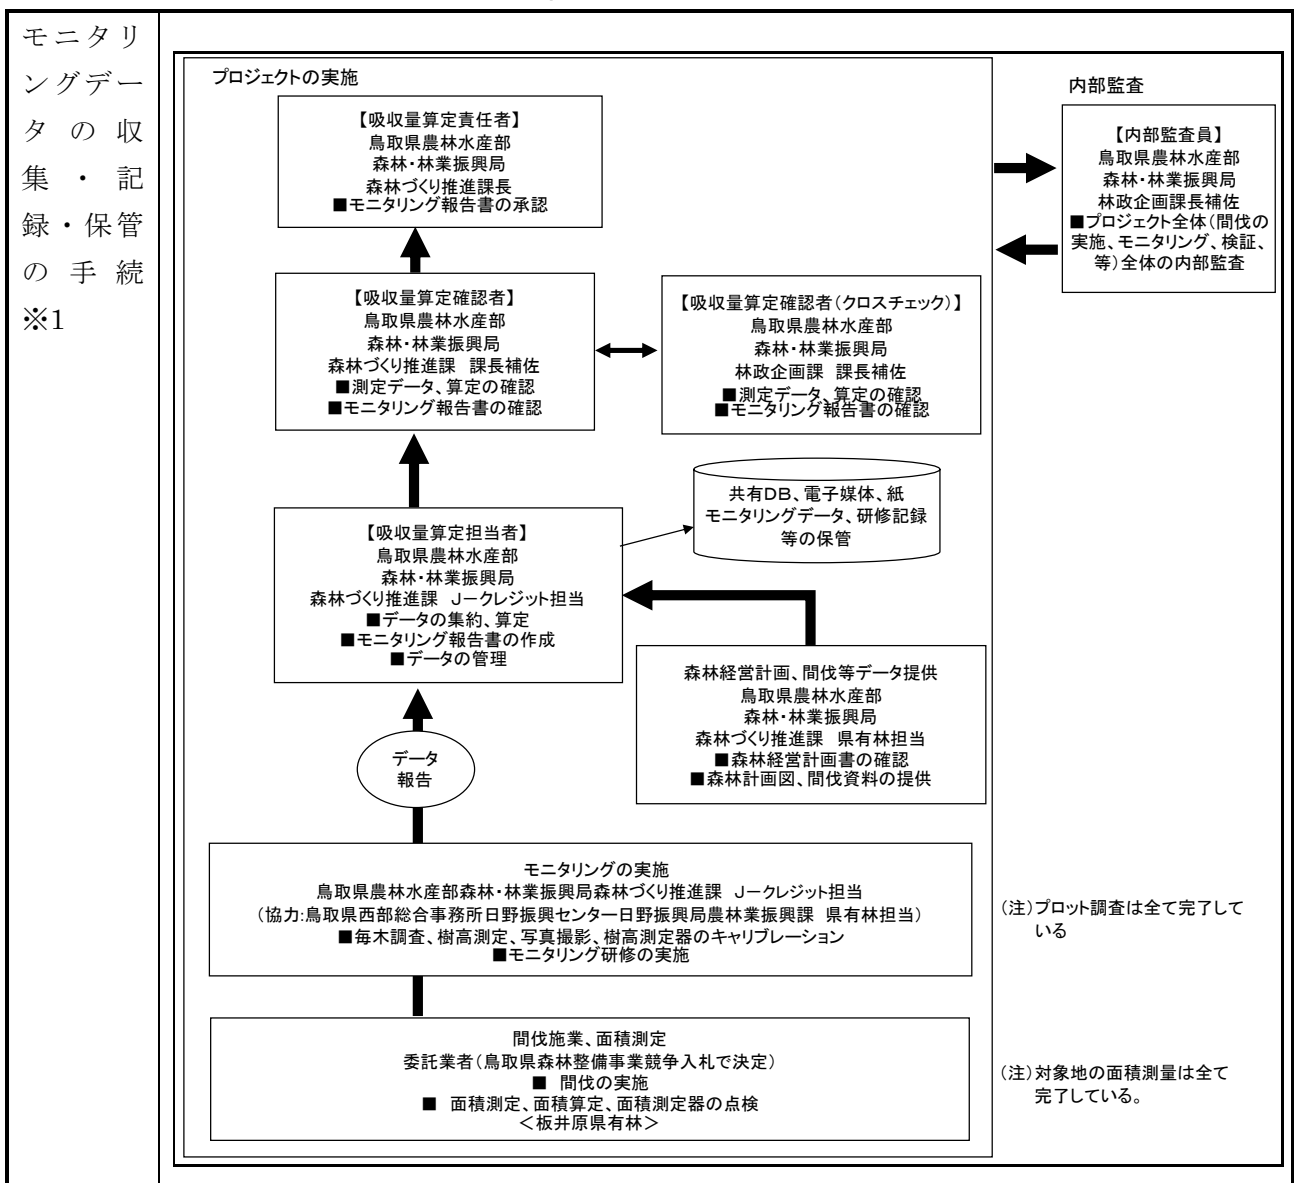 モニタリ
ングデー
タの収
集・記
録・保管
の手続
※1
プロジェクトの実施
【吸収量算定責任者】
鳥取県農林水産部
森林・林業振興局
森林づくり推進課長
■モニタリング報告書の承認
内部監査
【内部監査員】
鳥取県農林水産部
森林・林業振興局
林政企画課長補佐
■プロジェクト全体(間伐の
実施、モニタリング、検証、
等)全体の内部監査
【吸収量算定確認者】
鳥取県農林水産部
森林・林業振興局
森林づくり推進課 課長補佐
■測定データ、算定の確認
■モニタリング報告書の確認
【吸収量算定確認者(クロスチェック)】
鳥取県農林水産部
森林・林業振興局
林政企画課 課長補佐
■測定データ、算定の確認
■モニタリング報告書の確認
共有DB、電子媒体、紙
モニタリングデータ、研修記録
等の保管
【吸収量算定担当者】
鳥取県農林水産部
森林・林業振興局
森林づくり推進課 J-クレジット担当
■データの集約、算定
■モニタリング報告書の作成
■データの管理
森林経営計画、間伐等データ提供
鳥取県農林水産部
森林・林業振興局
森林づくり推進課 県有林担当
■森林経営計画書の確認
■森林計画図、間伐資料の提供
データ
報告
モニタリングの実施
鳥取県農林水産部森林・林業振興局森林づくり推進課 J-クレジット担当
(協力:鳥取県西部総合事務所日野振興センター日野振興局農林業振興課 県有林担当)
■毎木調査、樹高測定、写真撮影、樹高測定器のキャリブレーション
■モニタリング研修の実施
(注)プロット調査は全て完了して
いる
間伐施業、面積測定
委託業者(鳥取県森林整備事業競争入札で決定)
■ 間伐の実施
■ 面積測定、面積算定、面積測定器の点検
<板井原県有林>
(注)対象地の面積測量は全て
完了している。